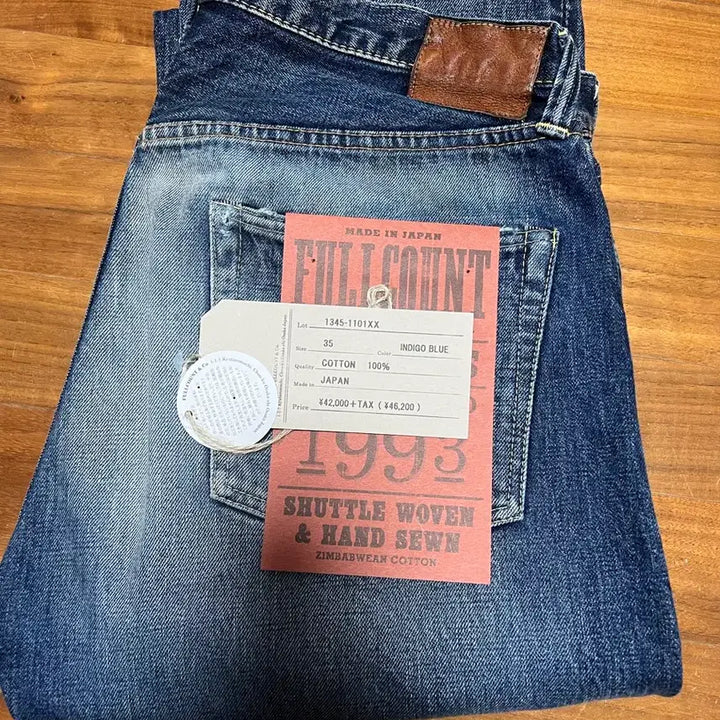 MADE IN JAPAN
FULLCOUNT
Lot 1345-1101XX
Size 35 Color INDIGO BLUE
Quality COTTON 100%
Made in JAPAN
Price ¥42,000+TAX ( ¥46,200 )
1993
SHUTTLE WOVEN
& HAND SEWN
ZIMBABWEAN COTTON